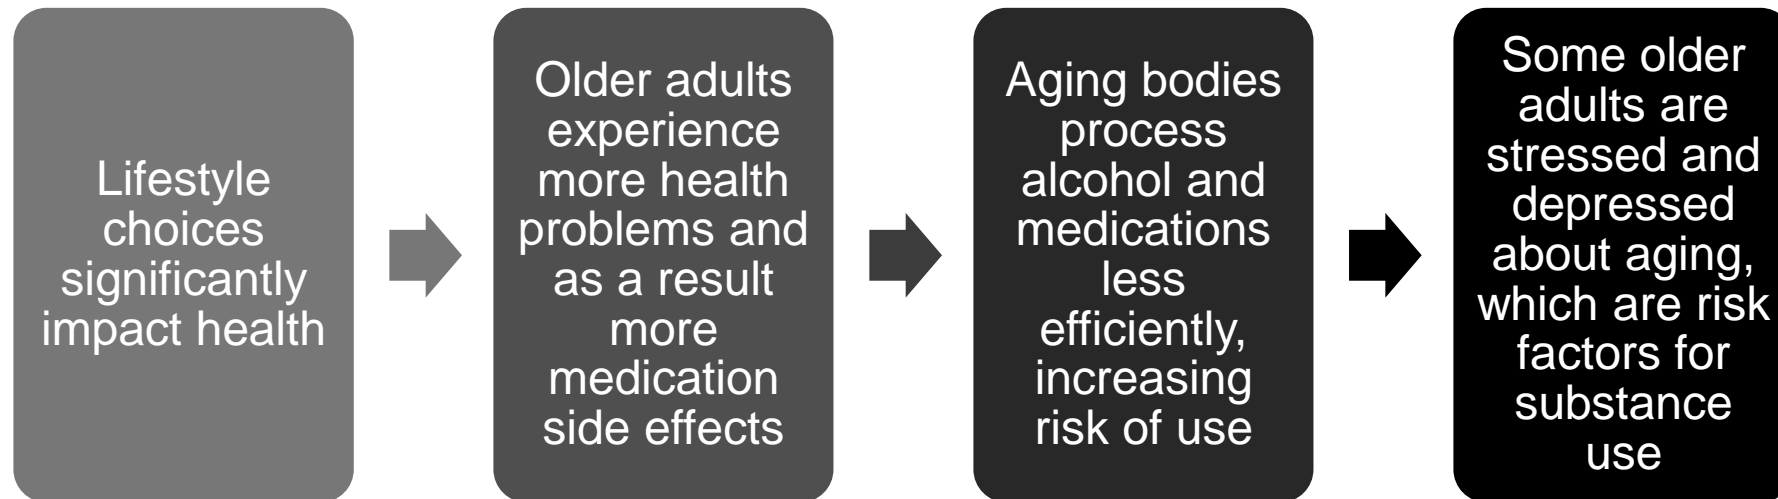 Lifestyle
choices
significantly
impact health
Older adults
experience
more health
problems and
as a result
more
medication
side effects
Aging bodies
process
alcohol and
medications
less
efficiently,
increasing
risk of use
Some older
adults are
stressed and
depressed
about aging,
which are risk
factors for
substance
use